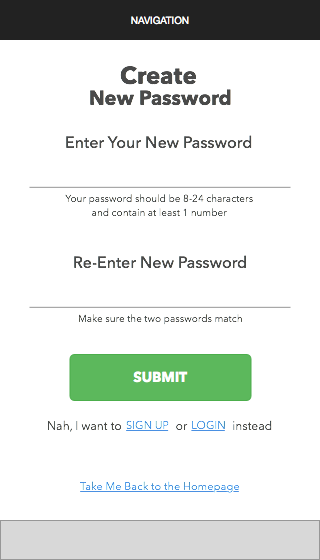 NAVIGATION
Create
New Password
Enter Your New Password
Your password should be 8-24 characters
and contain at least 1 number
Re-Enter New Password
Make sure the two passwords match
SUBMIT
Nah, I want to SIGN UP or LOGIN instead
Take Me Back to the Homepage